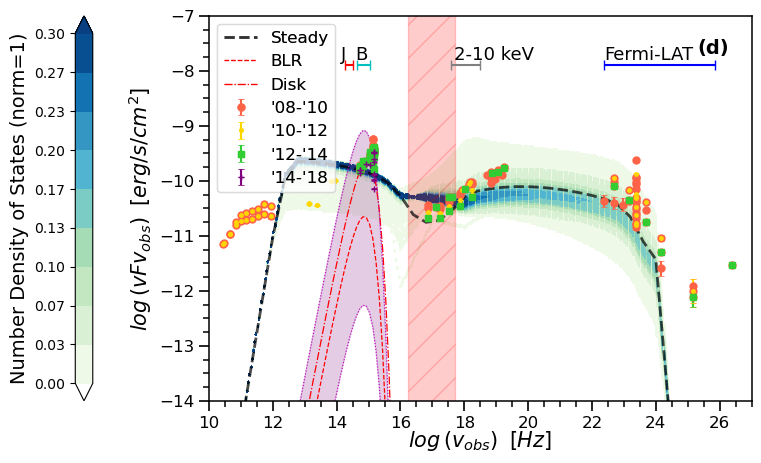 Number Density of States (norm=1)
0.30
0.27
0.23
0.20
0.17
0.13
0.10
0.07
0.03
0.00
log (νFν_obs) [erg/s/cm²]
−7
−8
−9
−10
−11
−12
−13
−14
Steady
BLR
Disk
'08-'10
'10-'12
'12-'14
'14-'18
J B
2-10 keV
Fermi-LAT
(d)
10 12 14 16 18 20 22 24 26
log (ν_obs) [Hz]